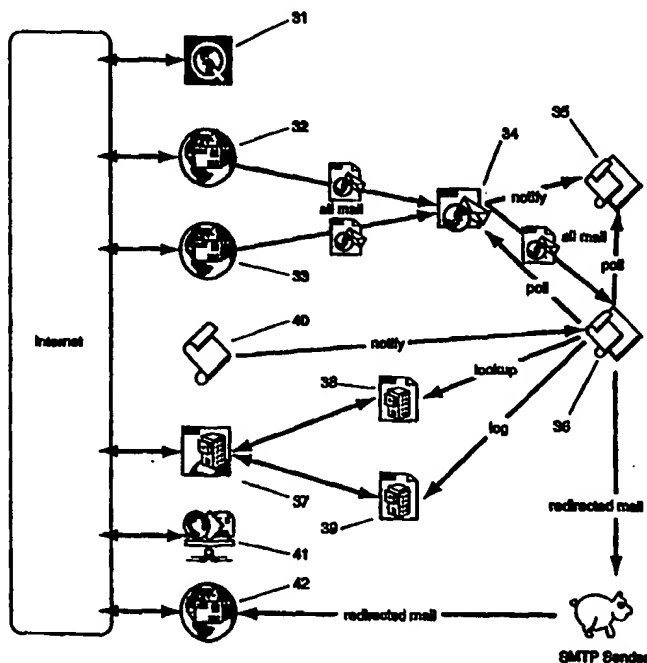 31
32
34
35
all mail
notify
all mail
33
poll
poll
40
Internet
notify
38
lookup
36
log
37
39
redirected mail
41
42
redirected mail
SMTP Sender